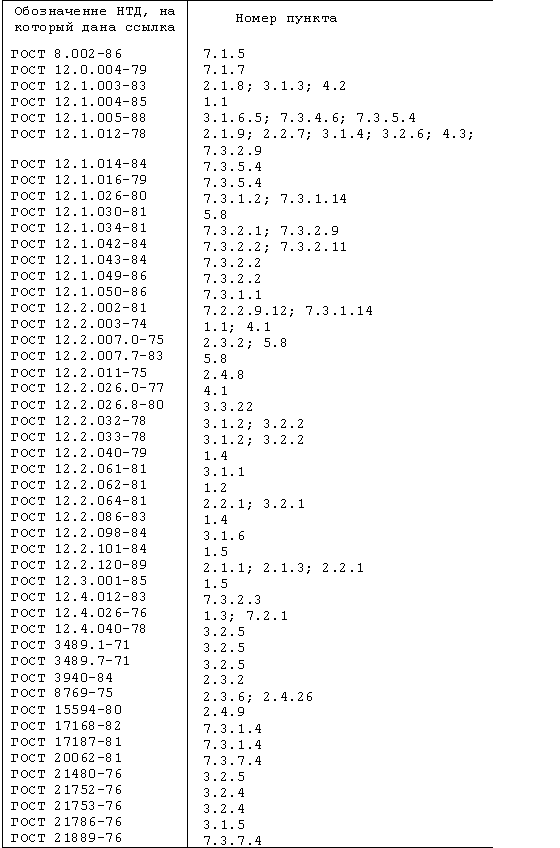 Обозначение НТД, на который дана ссылка | Номер пункта
ГОСТ 8.002-86 7.1.5
ГОСТ 12.0.004-79 7.1.7
ГОСТ 12.1.003-83 2.1.8; 3.1.3; 4.2
ГОСТ 12.1.004-85 1.1
ГОСТ 12.1.005-88 3.1.6.5; 7.3.4.6; 7.3.5.4
ГОСТ 12.1.012-78 2.1.9; 2.2.7; 3.1.4; 3.2.6; 4.3;
7.3.2.9
ГОСТ 12.1.014-84 7.3.5.4
ГОСТ 12.1.016-79 7.3.5.4
ГОСТ 12.1.026-80 7.3.1.2; 7.3.1.14
ГОСТ 12.1.030-81 5.8
ГОСТ 12.1.034-81 7.3.2.1; 7.3.2.9
ГОСТ 12.1.042-84 7.3.2.2; 7.3.2.11
ГОСТ 12.1.043-84 7.3.2.2
ГОСТ 12.1.049-86 7.3.2.2
ГОСТ 12.1.050-86 7.3.1.1
ГОСТ 12.2.002-81 7.2.2.9.12; 7.3.1.14
ГОСТ 12.2.003-74 1.1; 4.1
ГОСТ 12.2.007.0-75 2.3.2; 5.8
ГОСТ 12.2.007.7-83 5.8
ГОСТ 12.2.011-75 2.4.8
ГОСТ 12.2.026.0-77 4.1
ГОСТ 12.2.026.8-80 3.3.22
ГОСТ 12.2.032-78 3.1.2; 3.2.2
ГОСТ 12.2.033-78 3.1.2; 3.2.2
ГОСТ 12.2.040-79 1.4
ГОСТ 12.2.061-81 3.1.1
ГОСТ 12.2.062-81 1.2
ГОСТ 12.2.064-81 2.2.1; 3.2.1
ГОСТ 12.2.086-83 1.4
ГОСТ 12.2.098-84 3.1.6
ГОСТ 12.2.101-84 1.5
ГОСТ 12.2.120-89 2.1.1; 2.1.3; 2.2.1
ГОСТ 12.3.001-85 1.5
ГОСТ 12.4.012-83 7.3.2.3
ГОСТ 12.4.026-76 1.3; 7.2.1
ГОСТ 12.4.040-78 3.2.5
ГОСТ 3489.1-71 3.2.5
ГОСТ 3489.7-71 3.2.5
ГОСТ 3940-84 2.3.2
ГОСТ 8769-75 2.3.6; 2.4.26
ГОСТ 15594-80 2.4.9
ГОСТ 17168-82 7.3.1.4
ГОСТ 17187-81 7.3.1.4
ГОСТ 20062-81 7.3.7.4
ГОСТ 21480-76 3.2.5
ГОСТ 21752-76 3.2.4
ГОСТ 21753-76 3.2.4
ГОСТ 21786-76 3.1.5
ГОСТ 21889-76 7.3.7.4